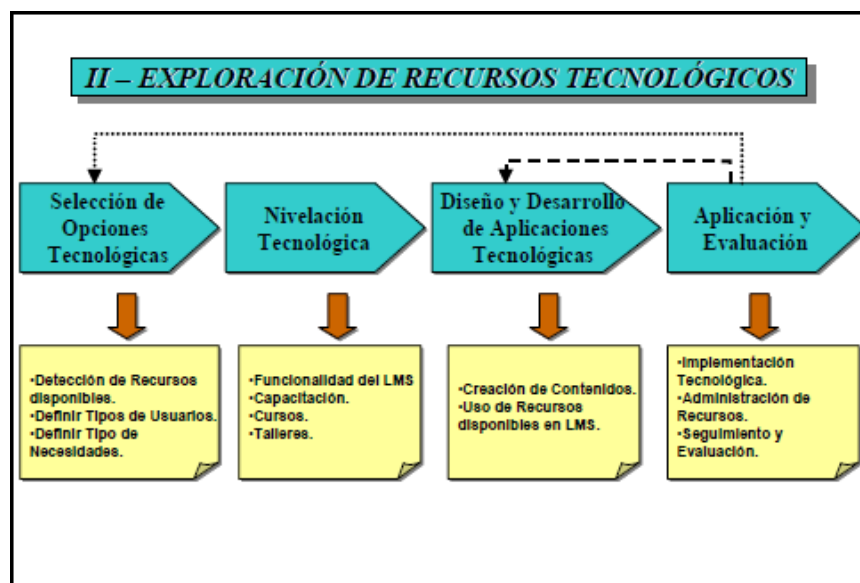 II – EXPLORACIÓN DE RECURSOS TECNOLÓGICOS
Selección de
Opciones
Tecnológicas
Nivelación
Tecnológica
Diseño y Desarrollo
de Aplicaciones
Tecnológicas
Aplicación y
Evaluación
•Detección de Recursos
disponibles.
•Definir Tipos de Usuarios.
•Definir Tipo de
Necesidades.
•Funcionalidad del LMS
•Capacitación.
•Cursos.
•Talleres.
•Creación de Contenidos.
•Uso de Recursos
disponibles en LMS.
•Implementación
Tecnológica.
•Administración de
Recursos.
•Seguimiento y
Evaluación.